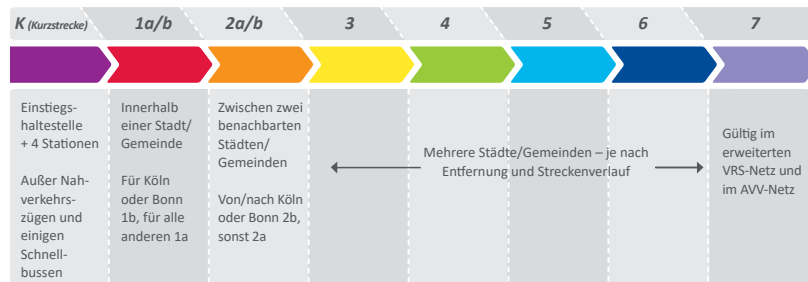 K (Kurzstrecke) 1a/b 2a/b 3 4 5 6 7
Einstiegs-
haltestelle
+ 4 Stationen
Außer Nah-
verkehrs-
zügen und
einigen
Schnell-
bussen
Innerhalb
einer Stadt/
Gemeinde
Für Köln
oder Bonn
1b, für alle
anderen 1a
Zwischen zwei
benachbarten
Städten/
Gemeinden
Von/nach Köln
oder Bonn 2b,
sonst 2a
Mehrere Städte/Gemeinden – je nach
Entfernung und Streckenverlauf
Gültig im
erweiterten
VRS-Netz und
im AVV-Netz